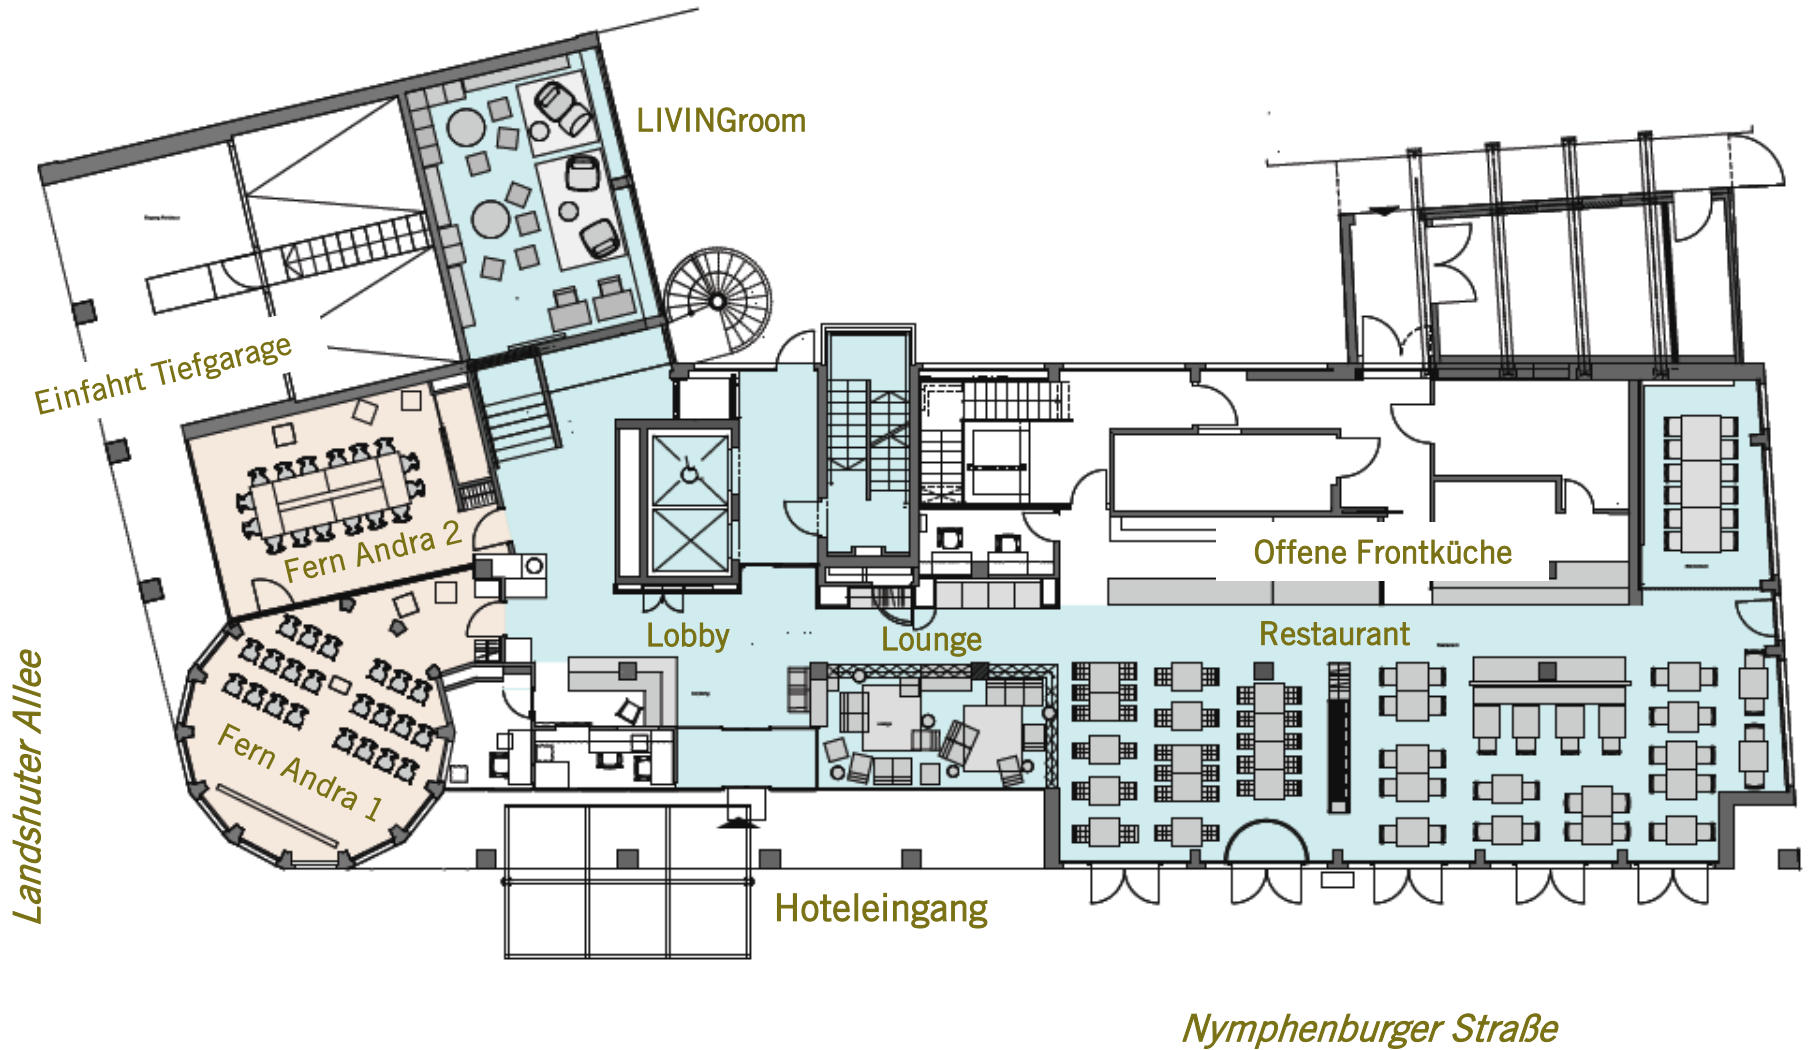 LIVINGroom
Einfahrt Tiefgarage
Fern Andra 2
Offene Frontküche
Lobby
Lounge
Restaurant
Fern Andra 1
Landshuter Allee
Hoteleingang
Nymphenburger Straße